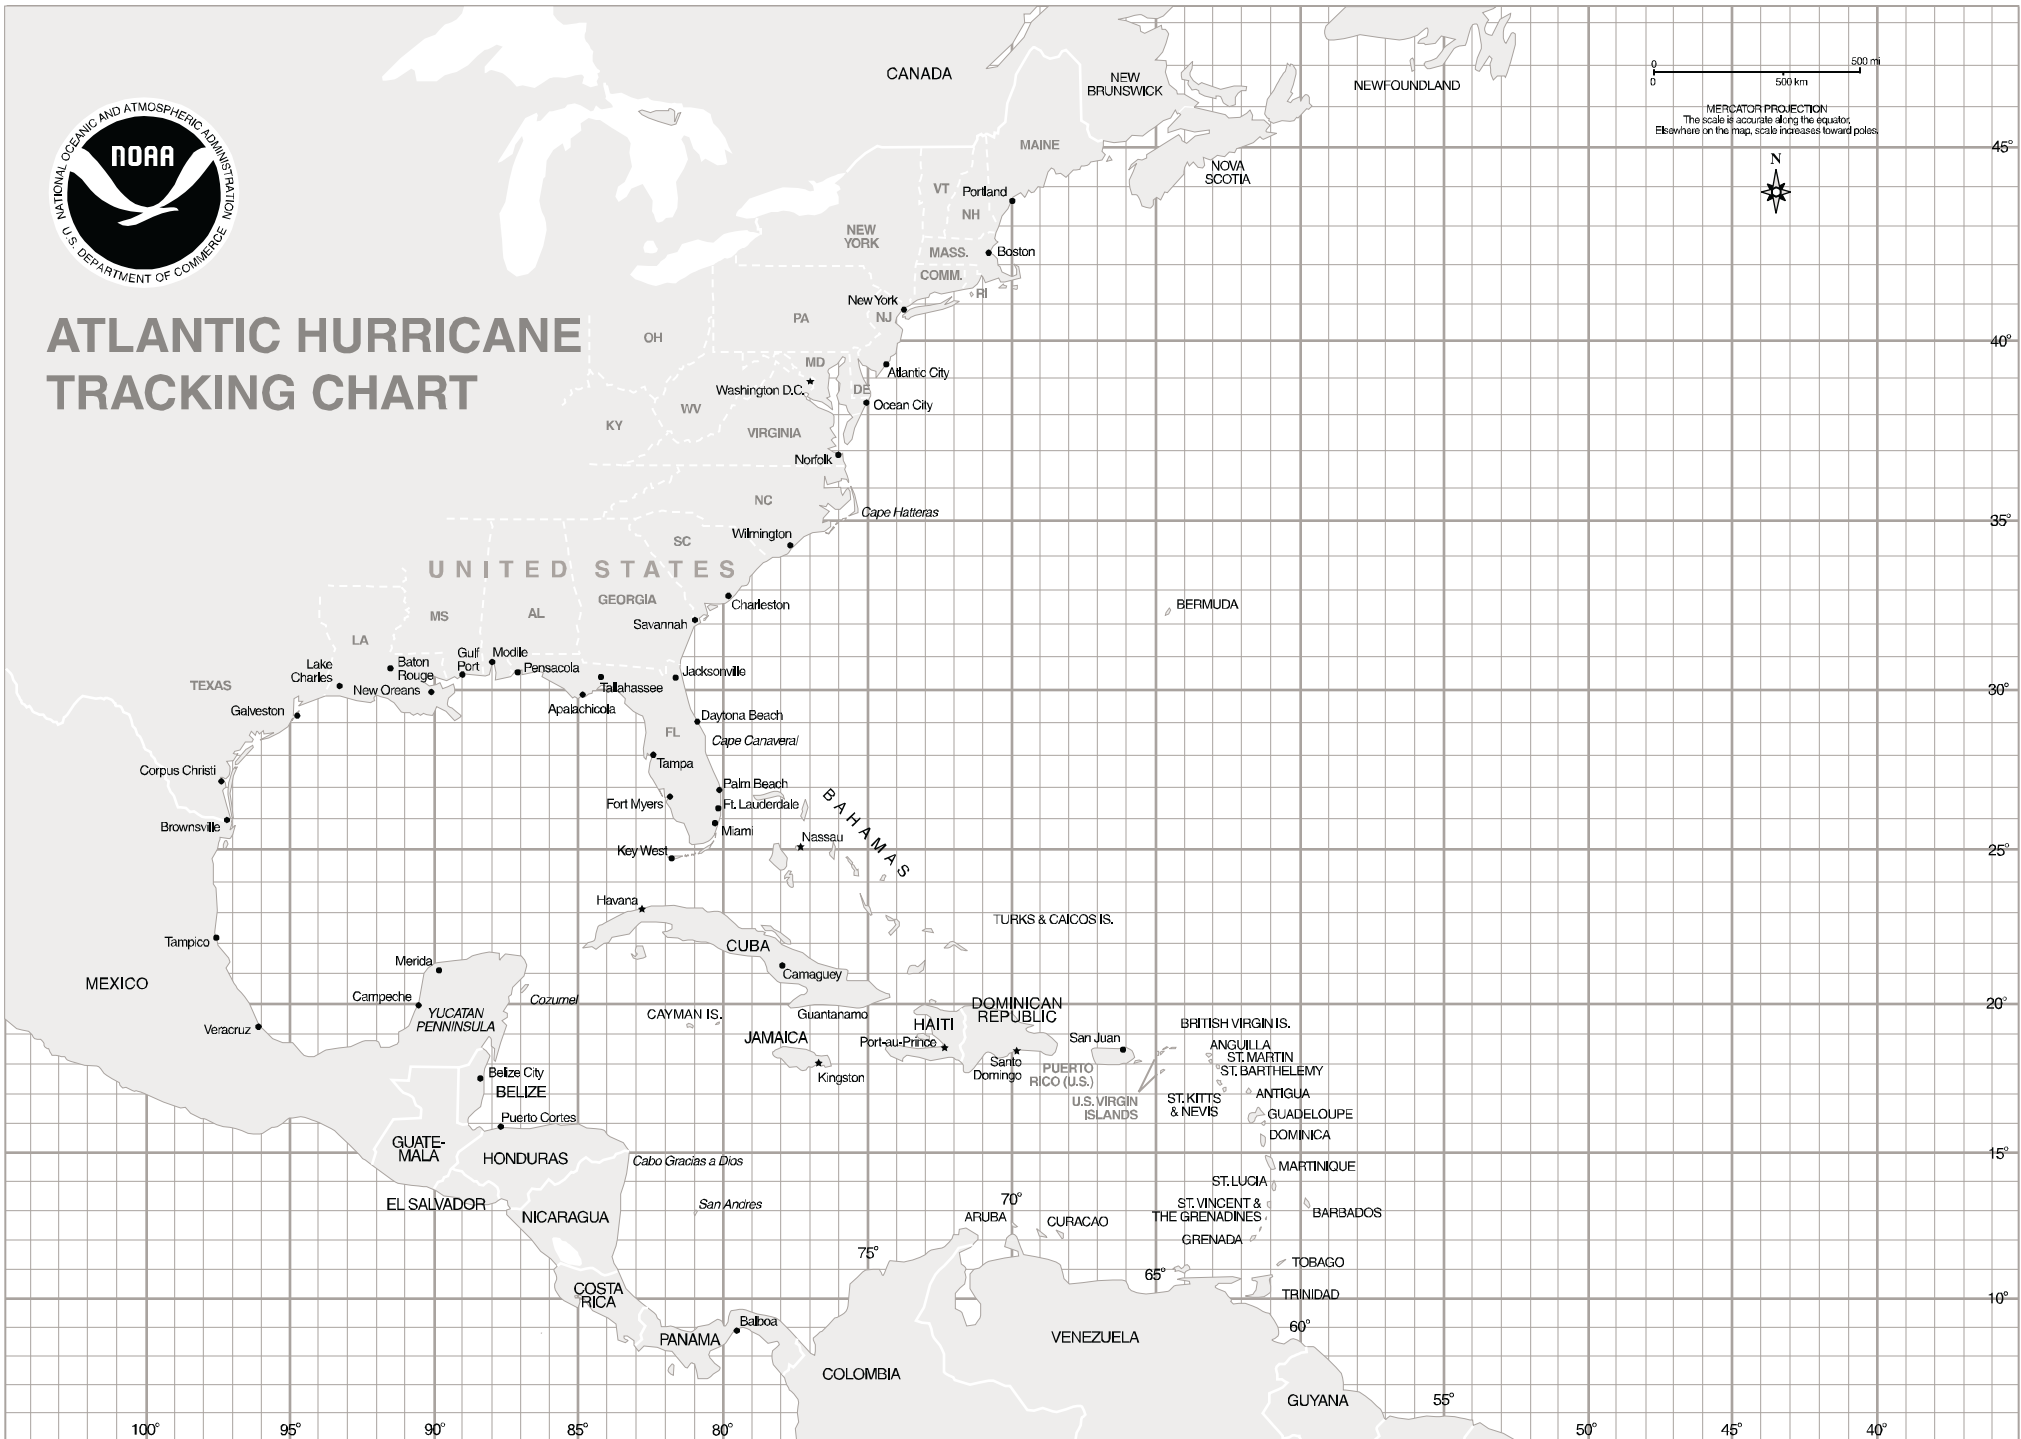 NATIONAL OCEANIC AND ATMOSPHERIC ADMINISTRATION
NOAA
U.S. DEPARTMENT OF COMMERCE
ATLANTIC HURRICANE
TRACKING CHART
0
500 mi
0
500 km
MERCATOR PROJECTION
The scale is accurate along the equator.
Elsewhere on the map, scale increases toward poles.
N
CANADA
NEW
BRUNSWICK
NEWFOUNDLAND
MAINE
NOVA
SCOTIA
45°
VT
Portland
NH
NEW
YORK
MASS.
Boston
COMM.
RI
New York
NJ
PA
OH
40°
MD
Atlantic City
Washington D.C.
DE
Ocean City
WV
KY
VIRGINIA
Norfolk
NC
Cape Hatteras
35°
Wilmington
SC
UNITED STATES
GEORGIA
Charleston
BERMUDA
MS
AL
Savannah
LA
Gulf
Port
Modile
Baton
Rouge
Lake
Charles
Pensacola
Jacksonville
TEXAS
New Oreans
Tallahassee
30°
Apalachicola
Galveston
Daytona Beach
FL
Cape Canaveral
Tampa
Corpus Christi
Palm Beach
Fort Myers
Ft. Lauderdale
BAHAMAS
Brownsville
Miami
Nassau
Key West
25°
Havana
TURKS & CAICOS IS.
Tampico
CUBA
Merida
Camaguey
MEXICO
Campeche
Cozumel
YUCATAN
PENNINSULA
DOMINICAN
REPUBLIC
20°
CAYMAN IS.
Guantanamo
Veracruz
HAITI
BRITISH VIRGIN IS.
JAMAICA
Port-au-Prince
San Juan
ANGUILLA
ST. MARTIN
Santo
Domingo
PUERTO
RICO (U.S.)
ST. BARTHELEMY
Kingston
Belize City
BELIZE
ANTIGUA
U.S. VIRGIN
ISLANDS
ST. KITTS
& NEVIS
Puerto Cortes
GUADELOUPE
DOMINICA
GUATE-
MALA
HONDURAS
Cabo Gracias a Dios
15°
MARTINIQUE
ST. LUCIA
EL SALVADOR
San Andres
70°
ST. VINCENT &
THE GRENADINES
BARBADOS
NICARAGUA
ARUBA
CURACAO
GRENADA
75°
TOBAGO
65°
COSTA
RICA
TRINIDAD
10°
Balboa
60°
PANAMA
VENEZUELA
COLOMBIA
GUYANA
55°
100°
95°
90°
85°
80°
50°
45°
40°